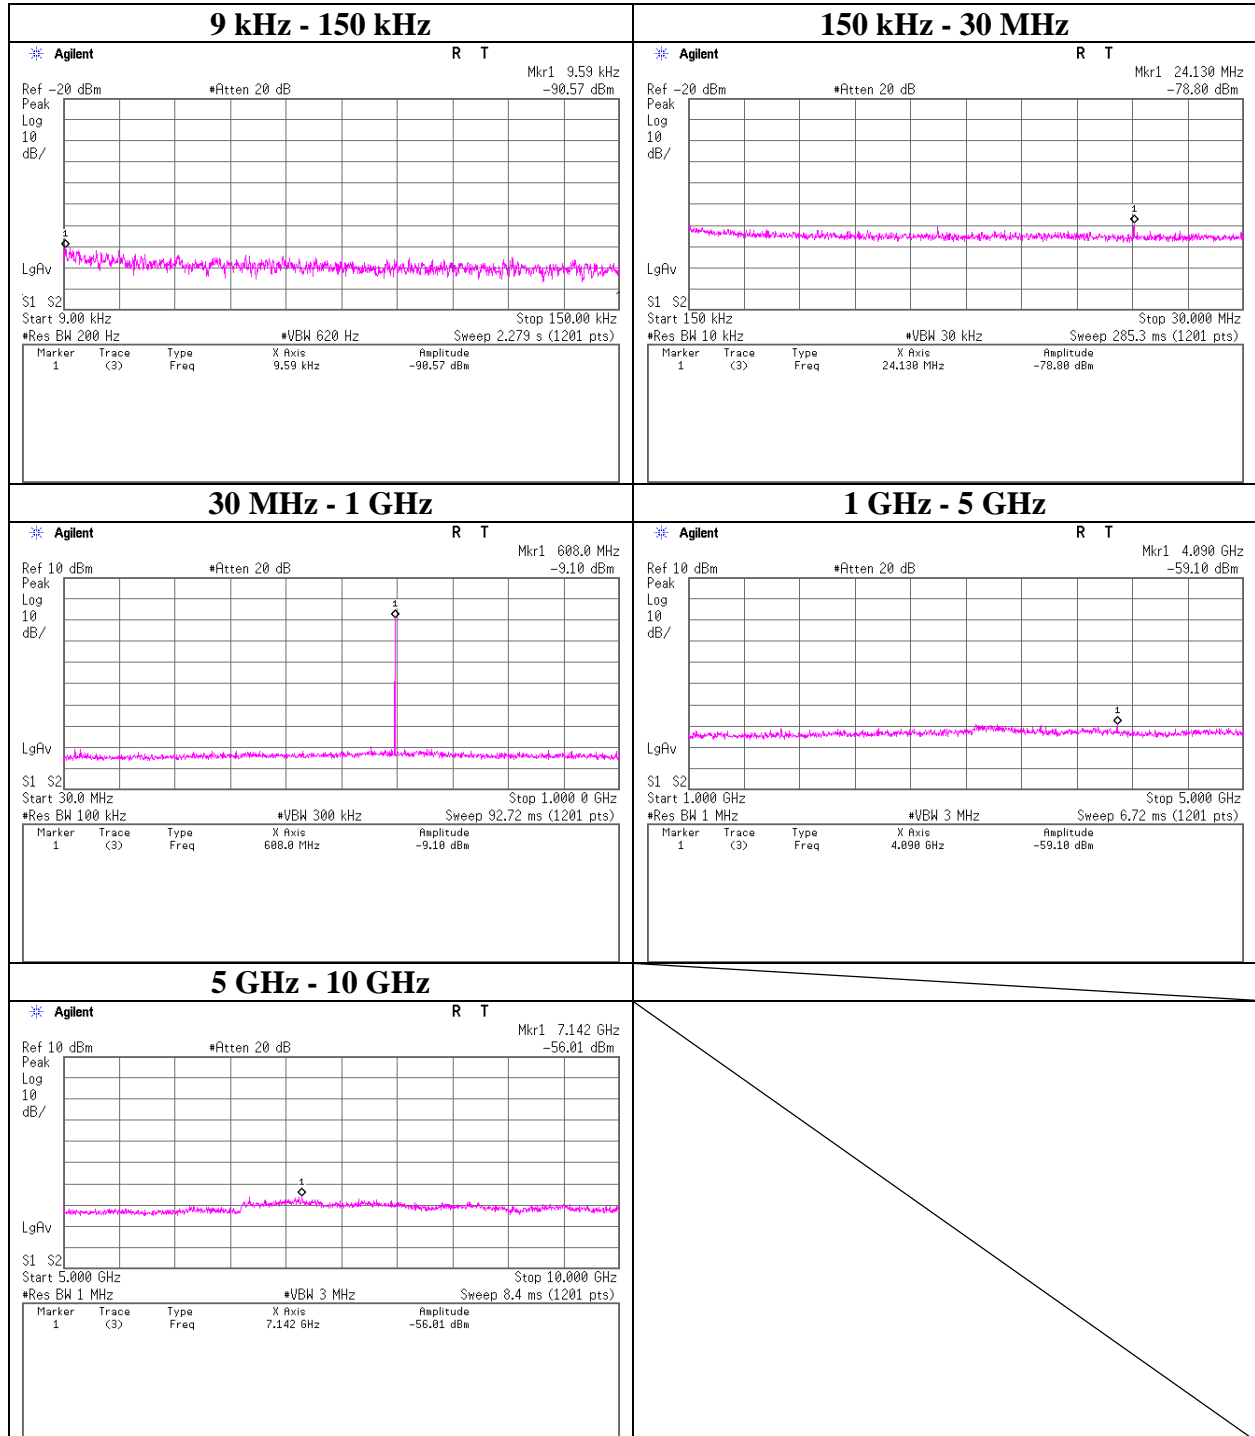 9 kHz - 150 kHz
Agilent
R T
Mkr1 9.59 kHz
Ref -20 dBm #Atten 20 dB -90.57 dBm
Peak
Log
10
dB/
1
LgAv
S1 S2
Start 9.00 kHz Stop 150.00 kHz
#Res BW 200 Hz #VBW 620 Hz Sweep 2.279 s (1201 pts)
Marker Trace Type X Axis Amplitude
1 (3) Freq 9.59 kHz -90.57 dBm
150 kHz - 30 MHz
Agilent
R T
Mkr1 24.130 MHz
Ref -20 dBm #Atten 20 dB -78.80 dBm
Peak
Log
10
dB/
1
LgAv
S1 S2
Start 150 kHz Stop 30.000 MHz
#Res BW 10 kHz #VBW 30 kHz Sweep 285.3 ms (1201 pts)
Marker Trace Type X Axis Amplitude
1 (3) Freq 24.130 MHz -78.80 dBm
30 MHz - 1 GHz
Agilent
R T
Mkr1 608.0 MHz
Ref 10 dBm #Atten 20 dB -9.10 dBm
Peak
Log
10
dB/
1
LgAv
S1 S2
Start 30.0 MHz Stop 1.000 0 GHz
#Res BW 100 kHz #VBW 300 kHz Sweep 92.72 ms (1201 pts)
Marker Trace Type X Axis Amplitude
1 (3) Freq 608.0 MHz -9.10 dBm
1 GHz - 5 GHz
Agilent
R T
Mkr1 4.090 GHz
Ref 10 dBm #Atten 20 dB -59.10 dBm
Peak
Log
10
dB/
1
LgAv
S1 S2
Start 1.000 GHz Stop 5.000 GHz
#Res BW 1 MHz #VBW 3 MHz Sweep 6.72 ms (1201 pts)
Marker Trace Type X Axis Amplitude
1 (3) Freq 4.090 GHz -59.10 dBm
5 GHz - 10 GHz
Agilent
R T
Mkr1 7.142 GHz
Ref 10 dBm #Atten 20 dB -56.01 dBm
Peak
Log
10
dB/
1
LgAv
S1 S2
Start 5.000 GHz Stop 10.000 GHz
#Res BW 1 MHz #VBW 3 MHz Sweep 8.4 ms (1201 pts)
Marker Trace Type X Axis Amplitude
1 (3) Freq 7.142 GHz -56.01 dBm